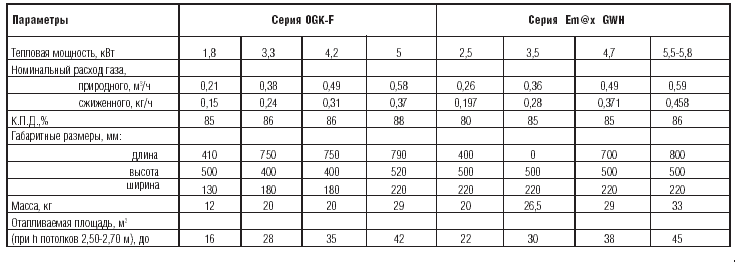 Параметры Серия OGK-F Серия Em@x GWH
Тепловая мощность, кВт 1,8 3,3 4,2 5 2,5 3,5 4,7 5,5-5,8
Номинальный расход газа,
природного, м³/ч 0,21 0,38 0,49 0,58 0,26 0,36 0,49 0,59
сжиженного, кг/ч 0,15 0,24 0,31 0,37 0,197 0,28 0,371 0,458
К.П.Д.,% 85 86 86 88 80 85 85 86
Габаритные размеры, мм:
длина 410 750 750 790 400 0 700 800
высота 500 400 400 520 500 500 500 500
ширина 130 180 180 220 220 220 220 220
Масса, кг 12 20 20 29 20 26,5 29 33
Отапливаемая площадь, м²
(при h потолков 2,50-2,70 м), до 16 28 35 42 22 30 38 45